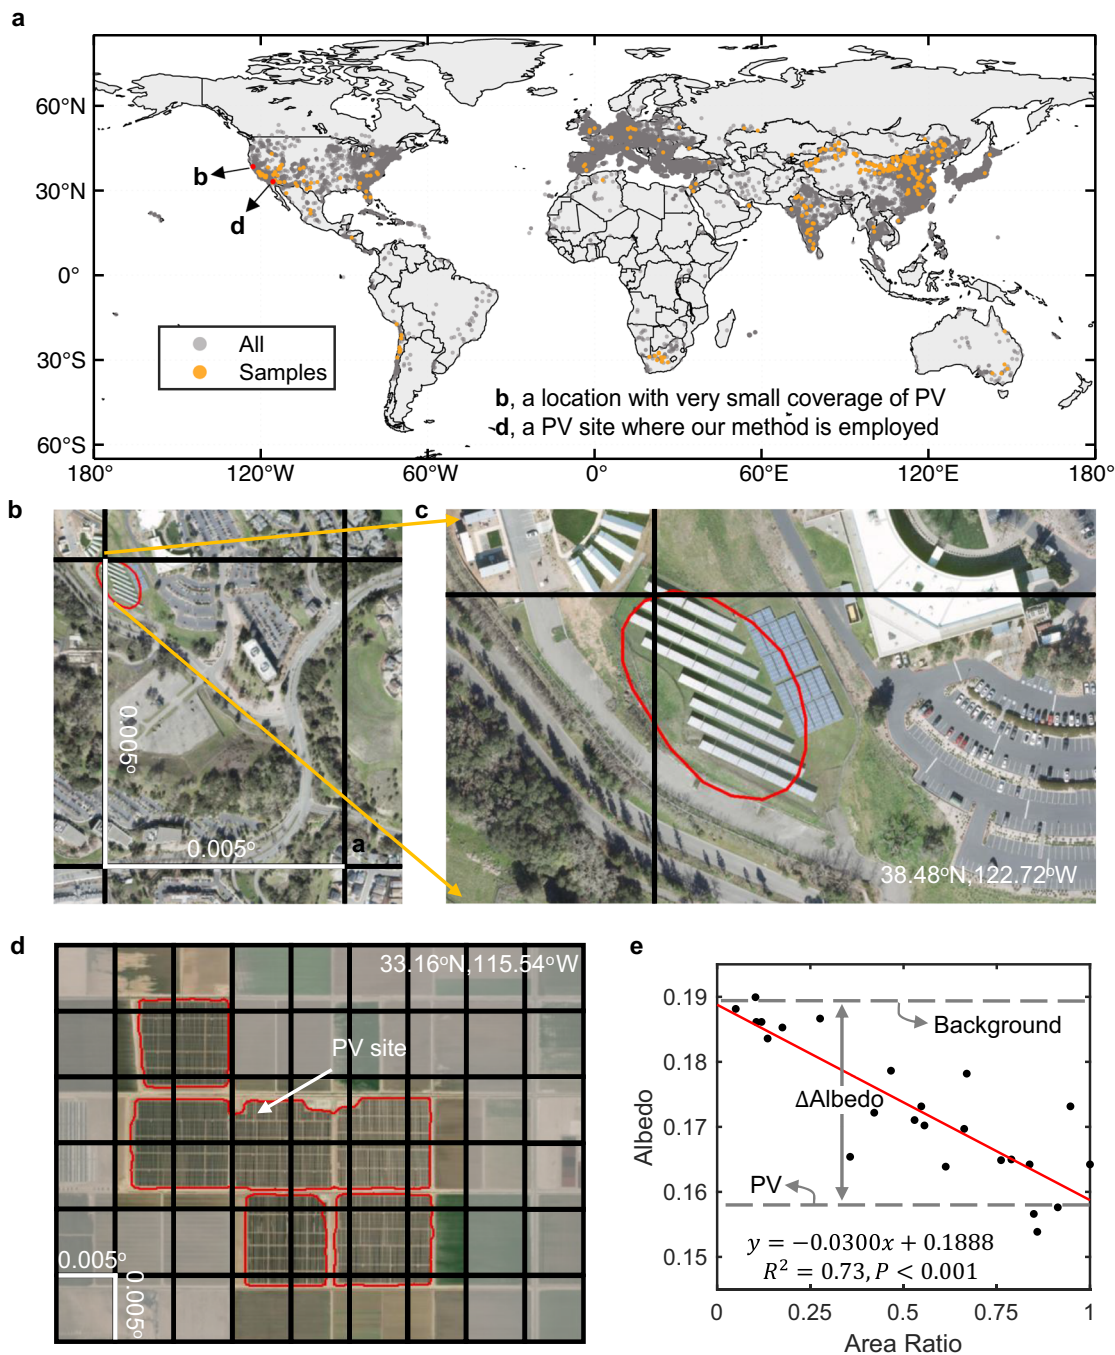 a
60°N
30°N
0°
30°S
60°S
180°
120°W
60°W
0°
60°E
120°E
180°
b
d
All
Samples
b, a location with very small coverage of PV
d, a PV site where our method is employed
b
0.005°
0.005°
a
c
38.48°N,122.72°W
d
33.16°N,115.54°W
PV site
0.005°
0.005°
e
0.19
0.18
0.17
0.16
0.15
Albedo
Background
ΔAlbedo
PV
y = −0.0300x + 0.1888
R² = 0.73, P < 0.001
0
0.25
0.5
0.75
1
Area Ratio